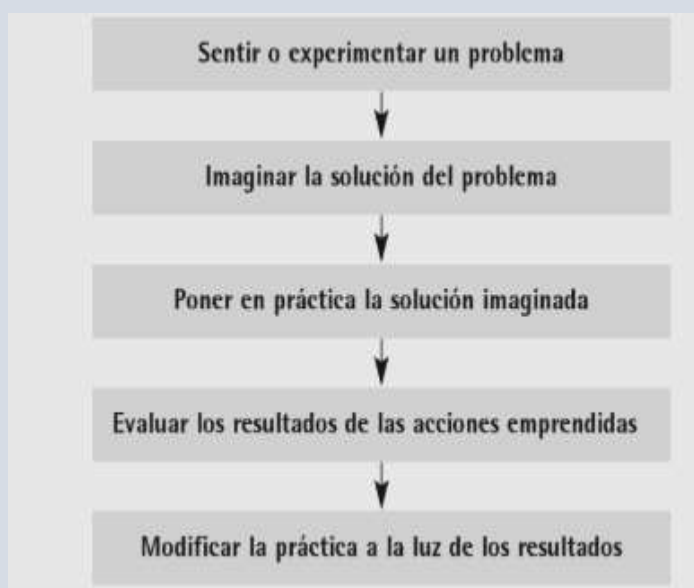 Sentir o experimentar un problema
Imaginar la solución del problema
Poner en práctica la solución imaginada
Evaluar los resultados de las acciones emprendidas
Modificar la práctica a la luz de los resultados